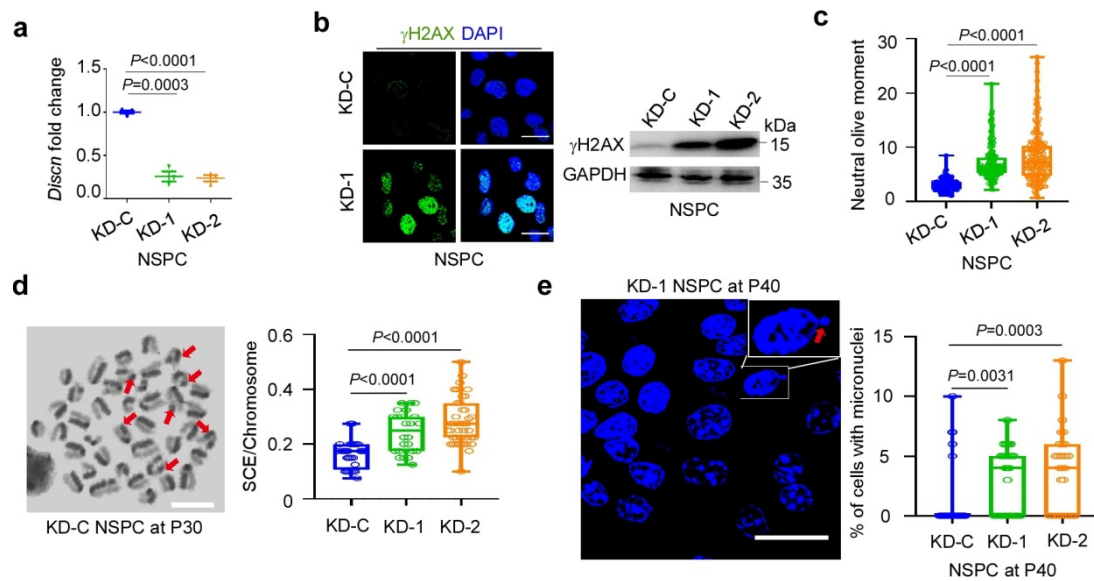 a
Discn fold change
1.5
1.0
0.5
0.0
P<0.0001
P=0.0003
KD-C
KD-1
KD-2
NSPC
b
γH2AX DAPI
KD-C
KD-1
NSPC
KD-C
KD-1
KD-2
kDa
γH2AX
15
GAPDH
35
NSPC
c
Neutral olive moment
30
20
10
0
P<0.0001
P<0.0001
KD-C
KD-1
KD-2
NSPC
d
KD-C NSPC at P30
SCE/Chromosome
0.6
0.4
0.2
0
P<0.0001
P<0.0001
KD-C
KD-1
KD-2
e
KD-1 NSPC at P40
% of cells with micronuclei
15
10
5
0
P=0.0003
P=0.0031
KD-C
KD-1
KD-2
NSPC at P40